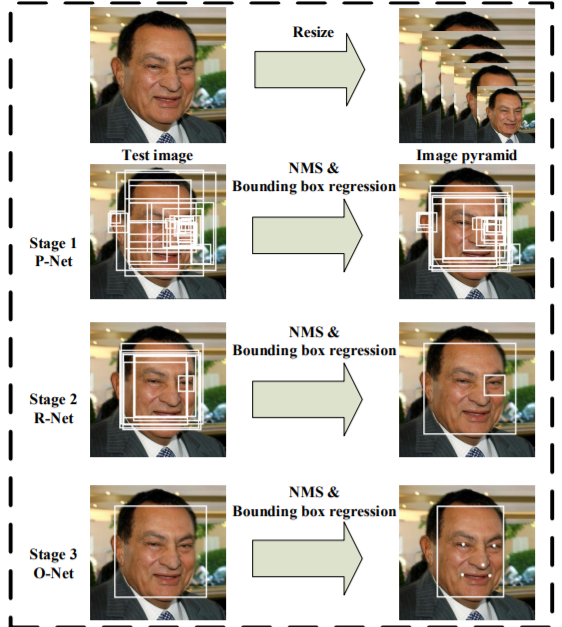 Resize
Test image
Image pyramid
NMS &
Bounding box regression
Stage 1
P-Net
NMS &
Bounding box regression
Stage 2
R-Net
NMS &
Bounding box regression
Stage 3
O-Net